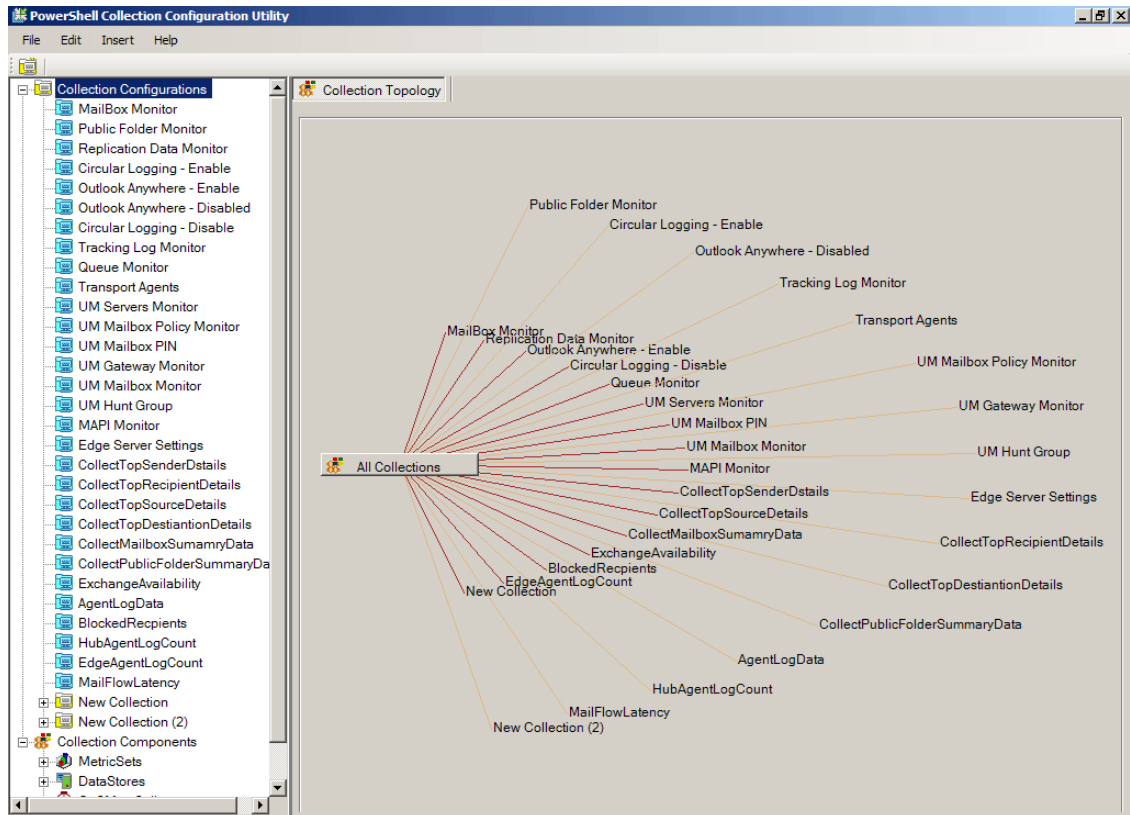 PowerShell Collection Configuration Utility
File Edit Insert Help
Collection Configurations
MailBox Monitor
Public Folder Monitor
Replication Data Monitor
Circular Logging - Enable
Outlook Anywhere - Enable
Outlook Anywhere - Disabled
Circular Logging - Disable
Tracking Log Monitor
Queue Monitor
Transport Agents
UM Servers Monitor
UM Mailbox Policy Monitor
UM Mailbox PIN
UM Gateway Monitor
UM Mailbox Monitor
UM Hunt Group
MAPI Monitor
Edge Server Settings
CollectTopSenderDstails
CollectTopRecipientDetails
CollectTopSourceDetails
CollectTopDestiantionDetails
CollectMailboxSumamryData
CollectPublicFolderSummaryDa
ExchangeAvailability
AgentLogData
BlockedRecpients
HubAgentLogCount
EdgeAgentLogCount
MailFlowLatency
New Collection
New Collection (2)
Collection Components
MetricSets
DataStores
Collection Topology
Public Folder Monitor
Circular Logging - Enable
Outlook Anywhere - Disabled
Tracking Log Monitor
Transport Agents
MailBox Monitor
Replication Data Monitor
Outlook Anywhere - Enable
Circular Logging - Disable
UM Mailbox Policy Monitor
Queue Monitor
UM Servers Monitor
UM Gateway Monitor
UM Mailbox PIN
UM Mailbox Monitor
UM Hunt Group
All Collections
MAPI Monitor
CollectTopSenderDstails
Edge Server Settings
CollectTopSourceDetails
CollectMailboxSumamryData
CollectTopRecipientDetails
ExchangeAvailability
BlockedRecpients
EdgeAgentLogCount
CollectTopDestiantionDetails
New Collection
CollectPublicFolderSummaryData
AgentLogData
HubAgentLogCount
MailFlowLatency
New Collection (2)